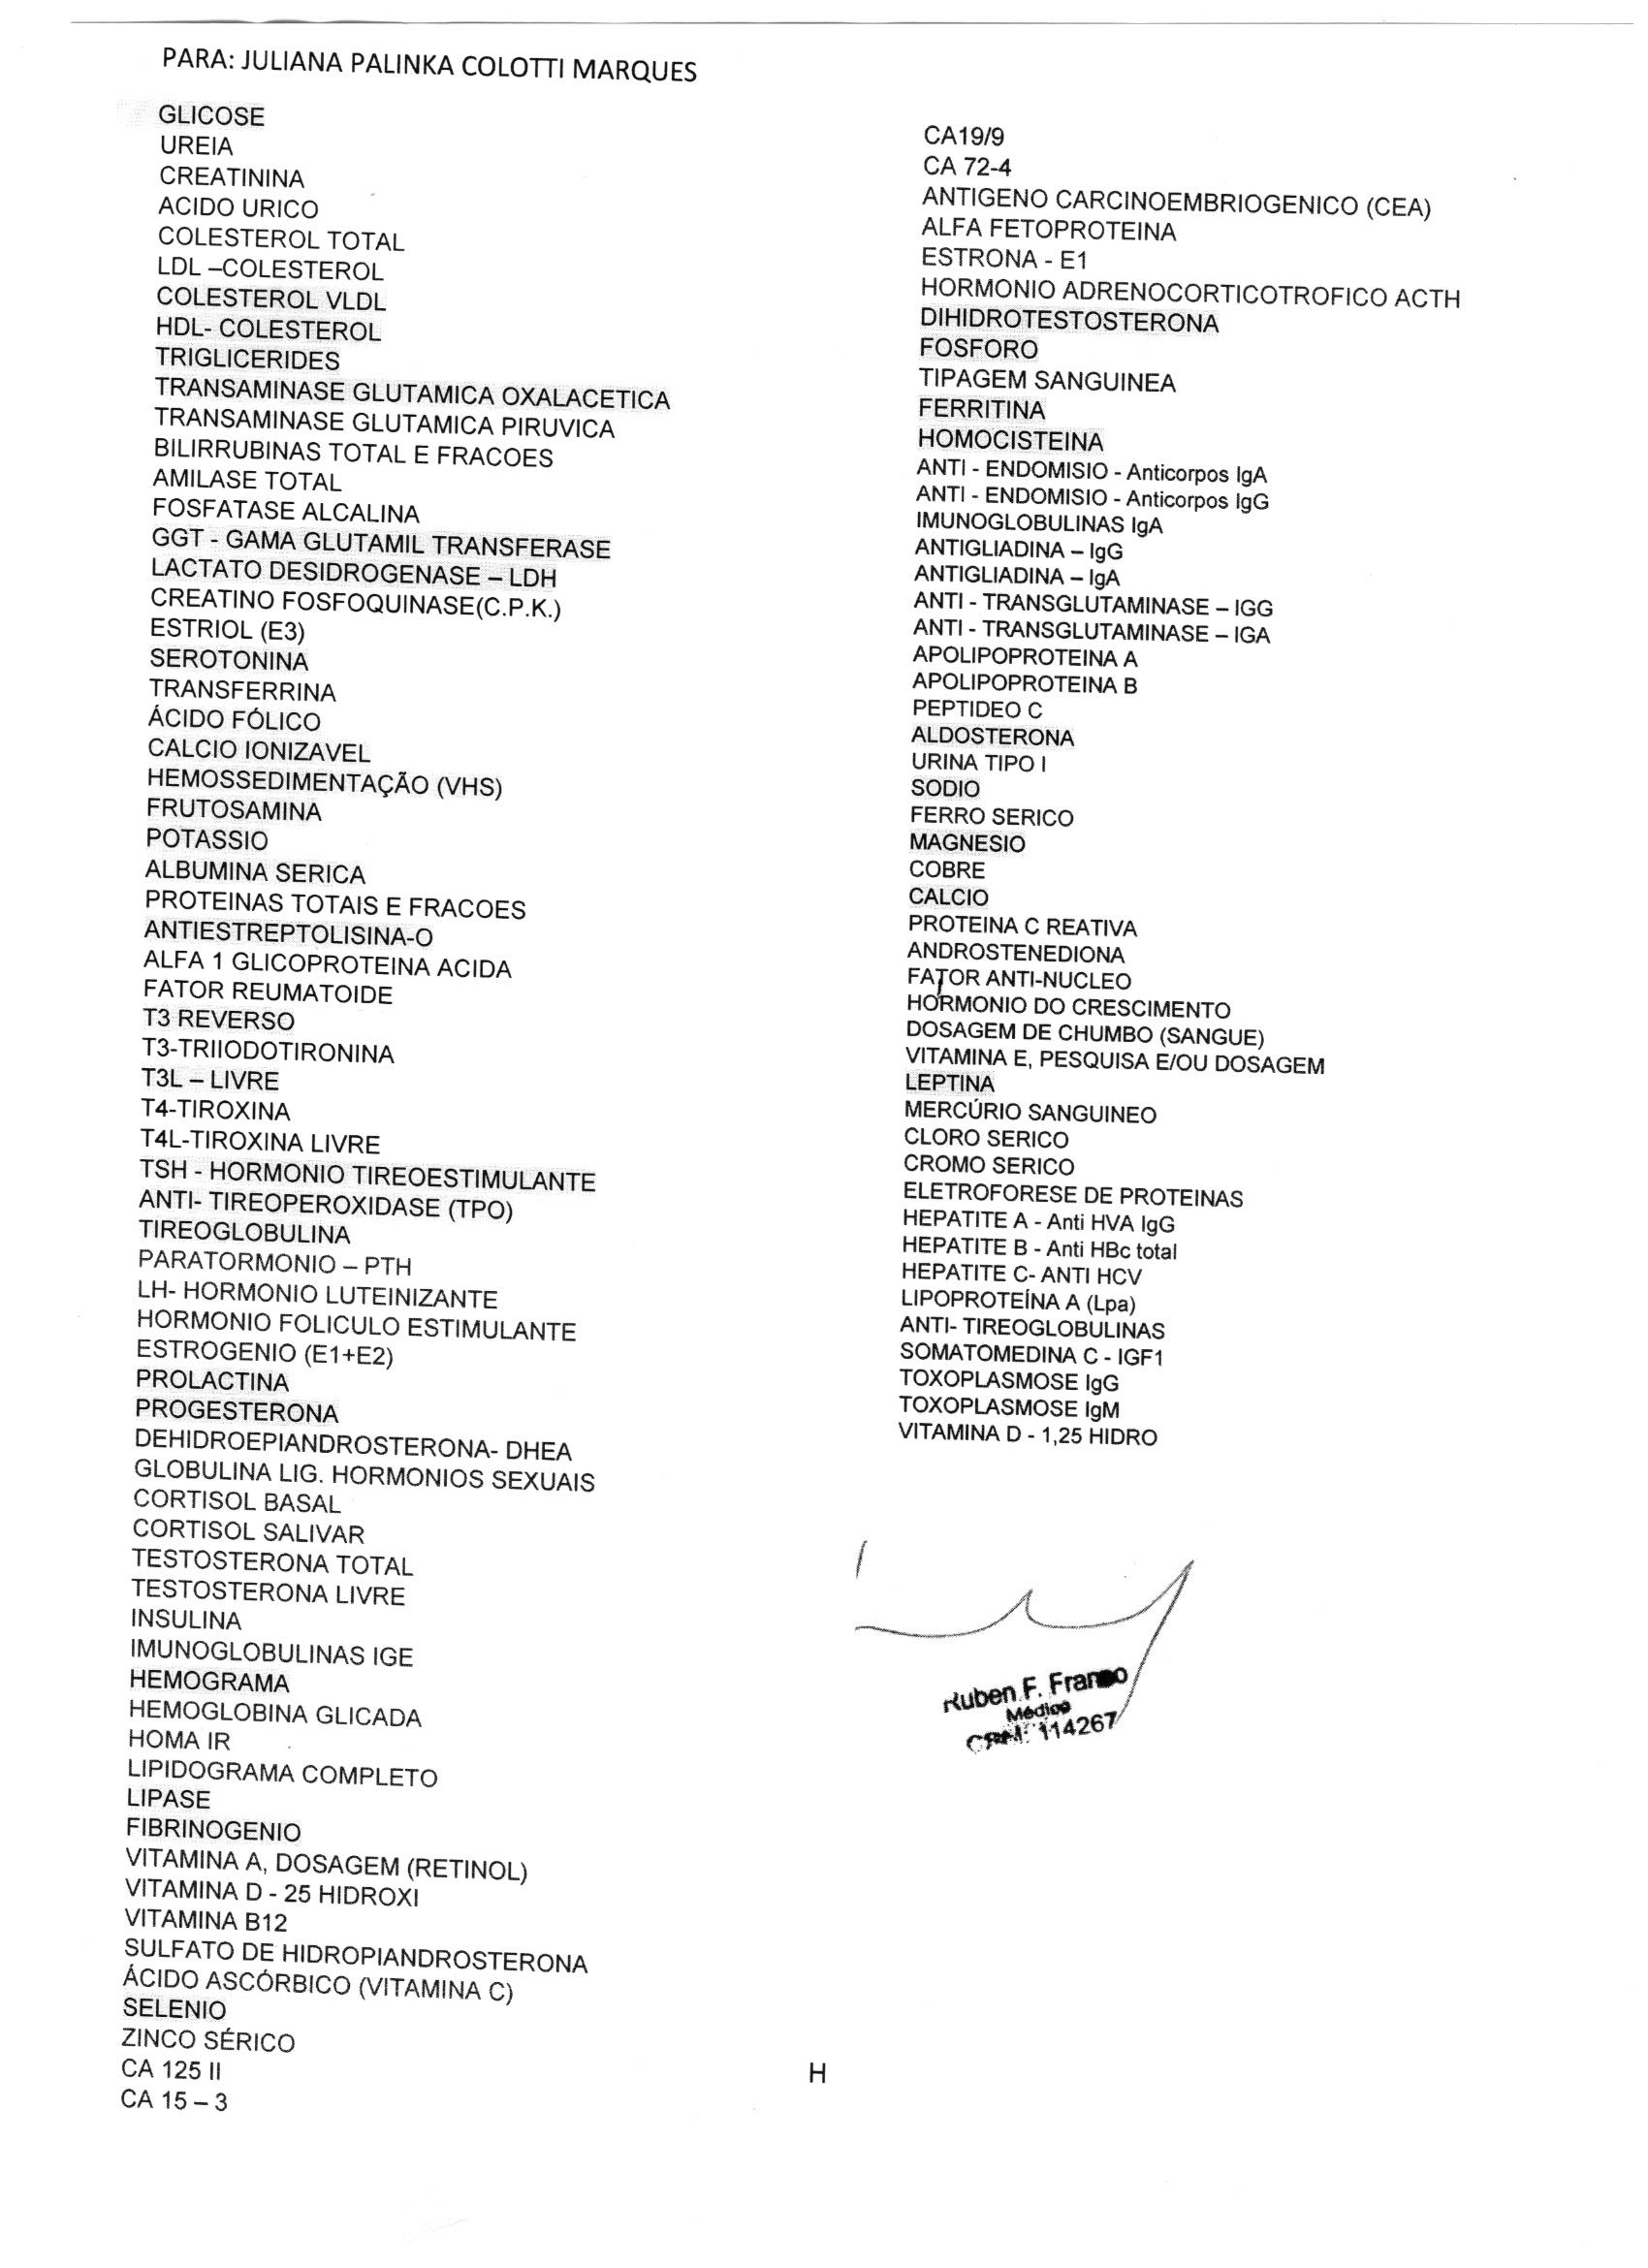 PARA: JULIANA PALINKA COLOTTI MARQUES
GLICOSE
UREIA
CREATININA
ACIDO URICO
COLESTEROL TOTAL
LDL –COLESTEROL
COLESTEROL VLDL
HDL- COLESTEROL
TRIGLICERIDES
TRANSAMINASE GLUTAMICA OXALACETICA
TRANSAMINASE GLUTAMICA PIRUVICA
BILIRRUBINAS TOTAL E FRACOES
AMILASE TOTAL
FOSFATASE ALCALINA
GGT - GAMA GLUTAMIL TRANSFERASE
LACTATO DESIDROGENASE – LDH
CREATINO FOSFOQUINASE(C.P.K.)
ESTRIOL (E3)
SEROTONINA
TRANSFERRINA
ÁCIDO FÓLICO
CALCIO IONIZAVEL
HEMOSSEDIMENTAÇÃO (VHS)
FRUTOSAMINA
POTASSIO
ALBUMINA SERICA
PROTEINAS TOTAIS E FRACOES
ANTIESTREPTOLISINA-O
ALFA 1 GLICOPROTEINA ACIDA
FATOR REUMATOIDE
T3 REVERSO
T3-TRIIODOTIRONINA
T3L – LIVRE
T4-TIROXINA
T4L-TIROXINA LIVRE
TSH - HORMONIO TIREOESTIMULANTE
ANTI- TIREOPEROXIDASE (TPO)
TIREOGLOBULINA
PARATORMONIO – PTH
LH- HORMONIO LUTEINIZANTE
HORMONIO FOLICULO ESTIMULANTE
ESTROGENIO (E1+E2)
PROLACTINA
PROGESTERONA
DEHIDROEPIANDROSTERONA- DHEA
GLOBULINA LIG. HORMONIOS SEXUAIS
CORTISOL BASAL
CORTISOL SALIVAR
TESTOSTERONA TOTAL
TESTOSTERONA LIVRE
INSULINA
IMUNOGLOBULINAS IGE
HEMOGRAMA
HEMOGLOBINA GLICADA
HOMA IR
LIPIDOGRAMA COMPLETO
LIPASE
FIBRINOGENIO
VITAMINA A, DOSAGEM (RETINOL)
VITAMINA D - 25 HIDROXI
VITAMINA B12
SULFATO DE HIDROPIANDROSTERONA
ÁCIDO ASCÓRBICO (VITAMINA C)
SELENIO
ZINCO SÉRICO
CA 125 II
CA 15 – 3
CA19/9
CA 72-4
ANTIGENO CARCINOEMBRIOGENICO (CEA)
ALFA FETOPROTEINA
ESTRONA - E1
HORMONIO ADRENOCORTICOTROFICO ACTH
DIHIDROTESTOSTERONA
FOSFORO
TIPAGEM SANGUINEA
FERRITINA
HOMOCISTEINA
ANTI - ENDOMISIO - Anticorpos IgA
ANTI - ENDOMISIO - Anticorpos IgG
IMUNOGLOBULINAS IgA
ANTIGLIADINA – IgG
ANTIGLIADINA – IgA
ANTI - TRANSGLUTAMINASE – IGG
ANTI - TRANSGLUTAMINASE – IGA
APOLIPOPROTEINA A
APOLIPOPROTEINA B
PEPTIDEO C
ALDOSTERONA
URINA TIPO I
SODIO
FERRO SERICO
MAGNESIO
COBRE
CALCIO
PROTEINA C REATIVA
ANDROSTENEDIONA
FATOR ANTI-NUCLEO
HORMONIO DO CRESCIMENTO
DOSAGEM DE CHUMBO (SANGUE)
VITAMINA E, PESQUISA E/OU DOSAGEM
LEPTINA
MERCÚRIO SANGUINEO
CLORO SERICO
CROMO SERICO
ELETROFORESE DE PROTEINAS
HEPATITE A - Anti HVA IgG
HEPATITE B - Anti HBc total
HEPATITE C- ANTI HCV
LIPOPROTEÍNA A (Lpa)
ANTI- TIREOGLOBULINAS
SOMATOMEDINA C - IGF1
TOXOPLASMOSE IgG
TOXOPLASMOSE IgM
VITAMINA D - 1,25 HIDRO
Ruben F. Franco
Médico
CRM: 114267
H